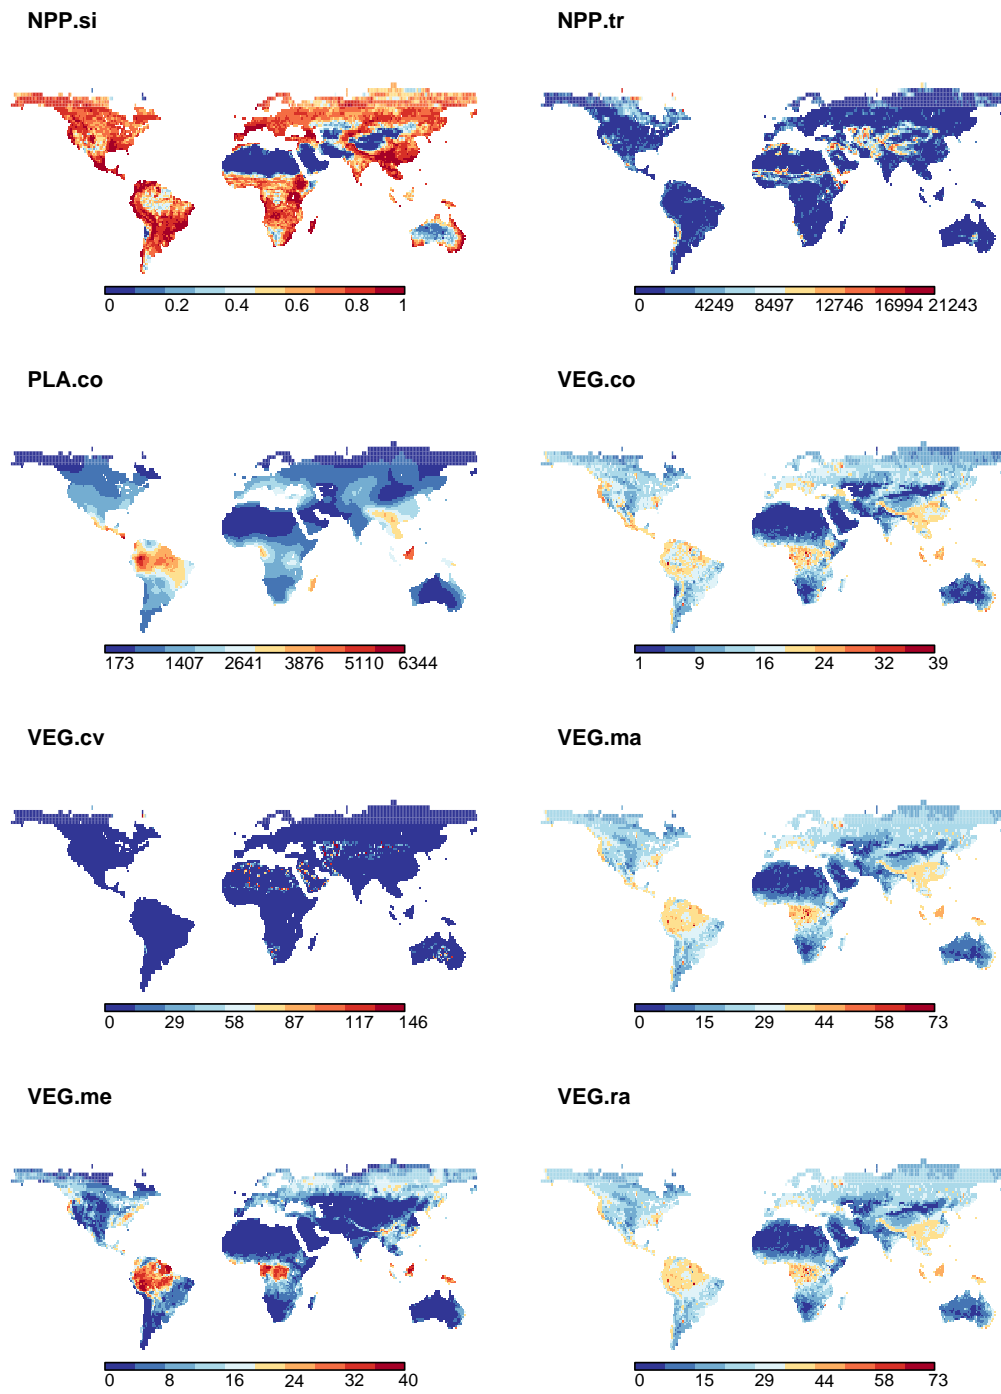 NPP.si
NPP.tr
0 0.2 0.4 0.6 0.8 1
0 4249 8497 12746 16994 21243
PLA.co
VEG.co
173 1407 2641 3876 5110 6344
1 9 16 24 32 39
VEG.cv
VEG.ma
0 29 58 87 117 146
0 15 29 44 58 73
VEG.me
VEG.ra
0 8 16 24 32 40
0 15 29 44 58 73